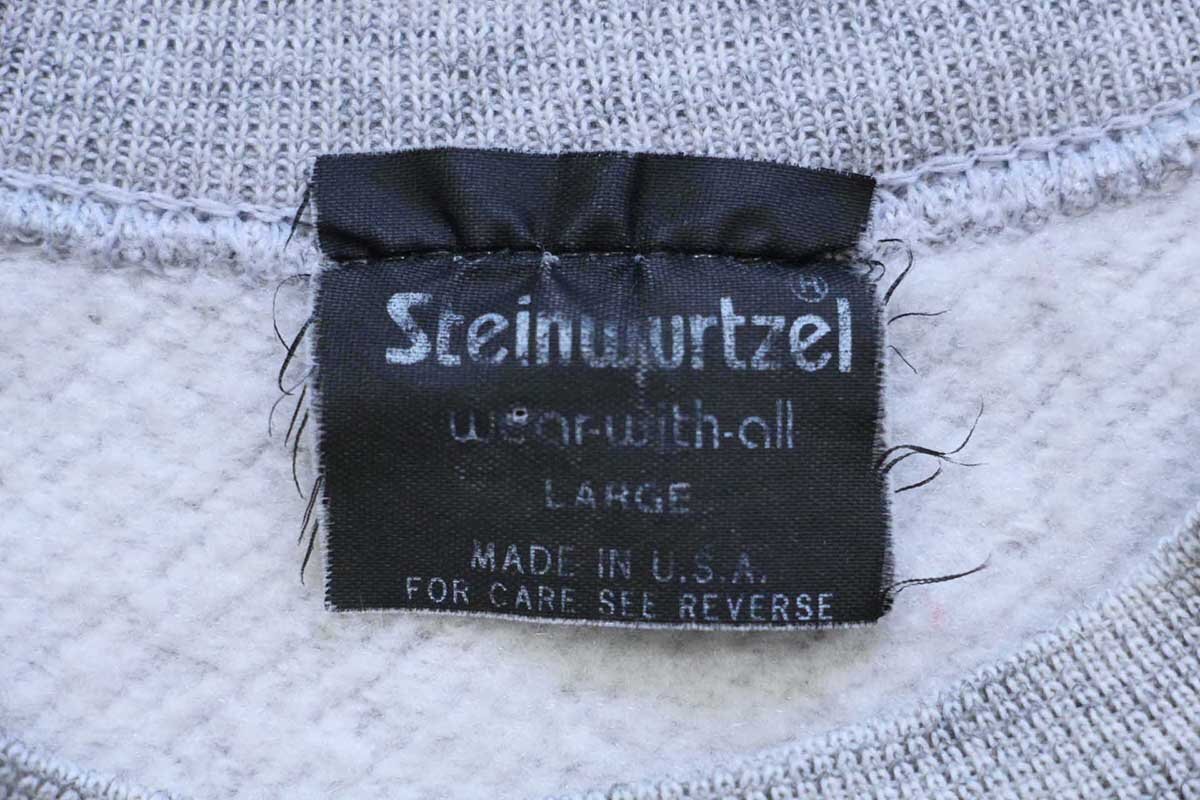 Steinwurtzel®
wear-with-all
LARGE
MADE IN U.S.A.
FOR CARE SEE REVERSE